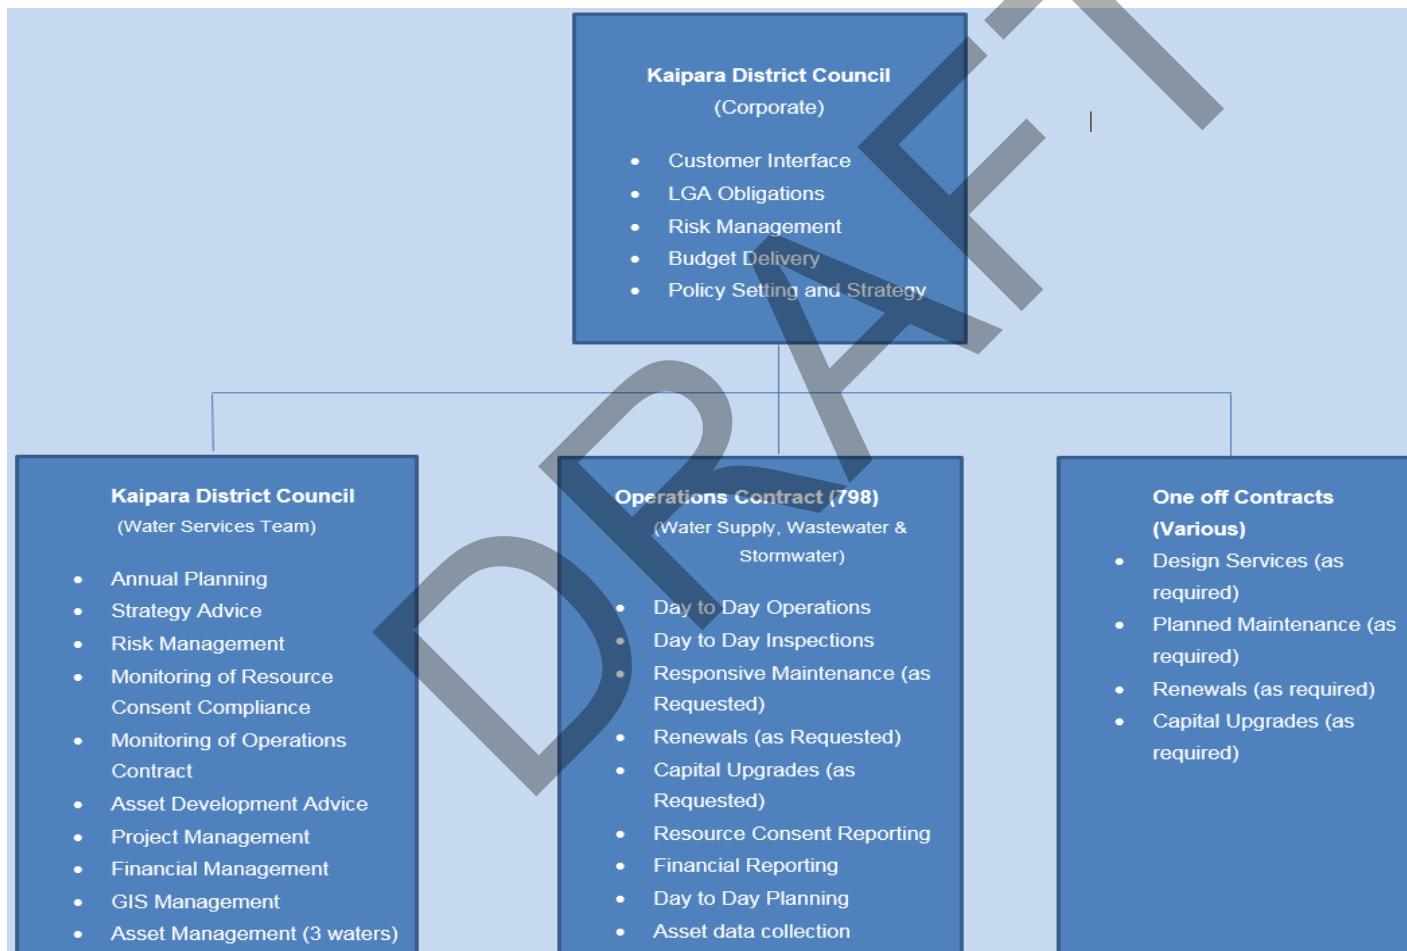 Kaipara District Council
(Corporate)
• Customer Interface
• LGA Obligations
• Risk Management
• Budget Delivery
• Policy Setting and Strategy
Kaipara District Council
(Water Services Team)
• Annual Planning
• Strategy Advice
• Risk Management
• Monitoring of Resource
Consent Compliance
• Monitoring of Operations
Contract
• Asset Development Advice
• Project Management
• Financial Management
• GIS Management
• Asset Management (3 waters)
Operations Contract (798)
(Water Supply, Wastewater &
Stormwater)
• Day to Day Operations
• Day to Day Inspections
• Responsive Maintenance (as
Requested)
• Renewals (as Requested)
• Capital Upgrades (as
Requested)
• Resource Consent Reporting
• Financial Reporting
• Day to Day Planning
• Asset data collection
One off Contracts
(Various)
• Design Services (as
required)
• Planned Maintenance (as
required)
• Renewals (as required)
• Capital Upgrades (as
required)
DRAFT